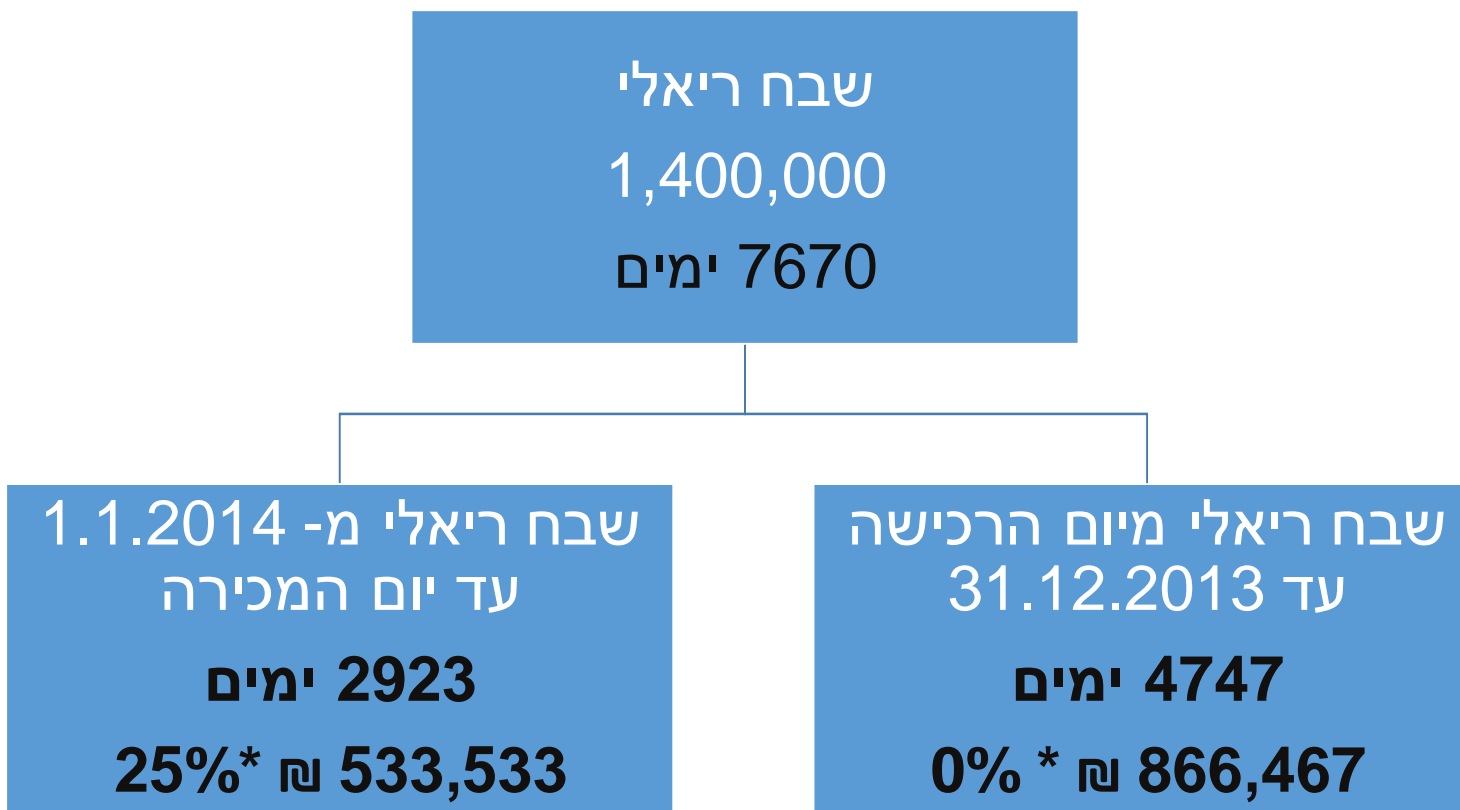 שבח ריאלי
1,400,000
7670 ימים
שבח ריאלי מיום הרכישה
עד 31.12.2013
4747 ימים
866,467 ₪ * 0%
שבח ריאלי מ- 1.1.2014
עד יום המכירה
2923 ימים
533,533 ₪ *25%